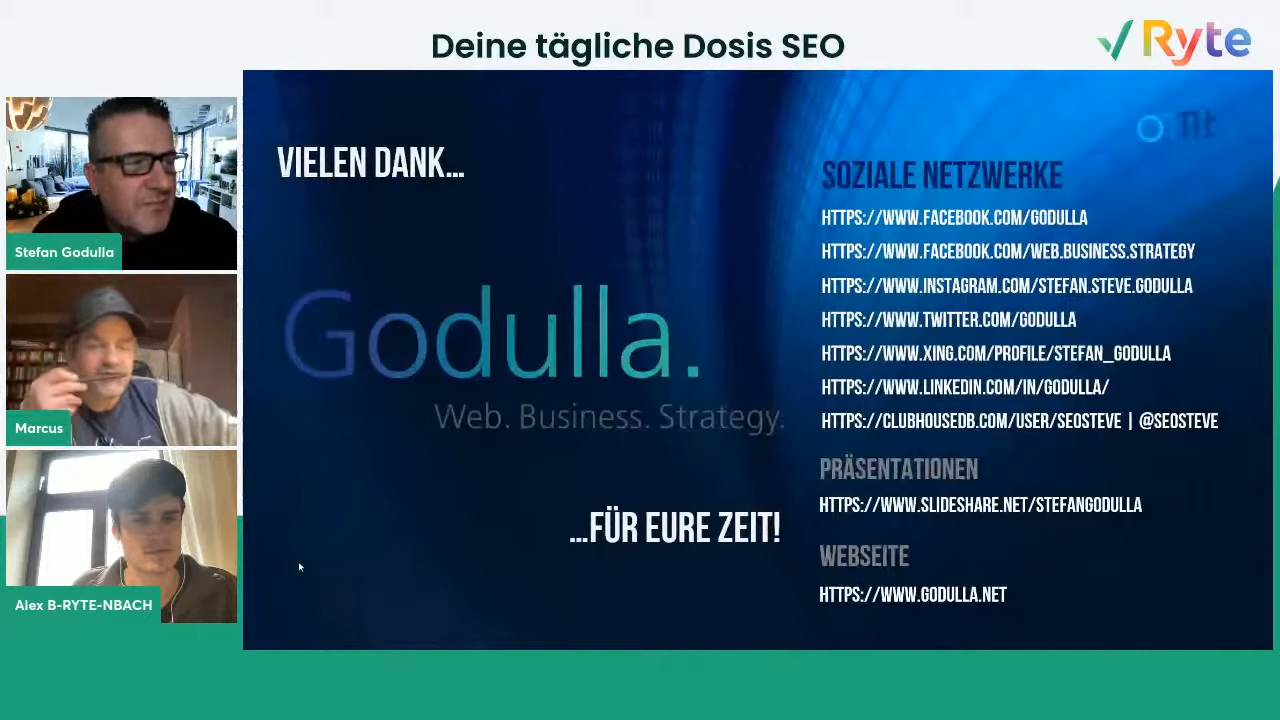 Deine tägliche Dosis SEO
Ryte
Stefan Godulla
Marcus
Alex B-RYTE-NBACH
VIELEN DANK...
Godulla.
Web. Business. Strategy.
...FÜR EURE ZEIT!
SOZIALE NETZWERKE
HTTPS://WWW.FACEBOOK.COM/GODULLA
HTTPS://WWW.FACEBOOK.COM/WEB.BUSINESS.STRATEGY
HTTPS://WWW.INSTAGRAM.COM/STEFAN.STEVE.GODULLA
HTTPS://WWW.TWITTER.COM/GODULLA
HTTPS://WWW.XING.COM/PROFILE/STEFAN_GODULLA
HTTPS://WWW.LINKEDIN.COM/IN/GODULLA/
HTTPS://CLUBHOUSEDB.COM/USER/SEOSTEVE | @SEOSTEVE
PRÄSENTATIONEN
HTTPS://WWW.SLIDESHARE.NET/STEFANGODULLA
WEBSEITE
HTTPS://WWW.GODULLA.NET